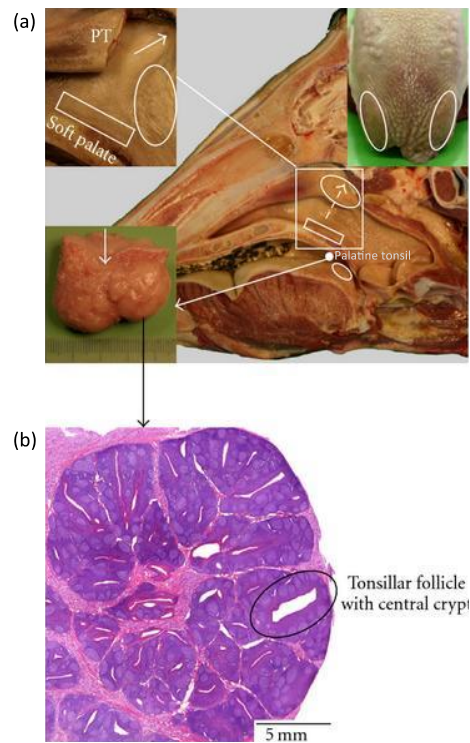 (a)
PT
Soft palate
Palatine tonsil
(b)
Tonsillar follicle
with central crypt
5 mm